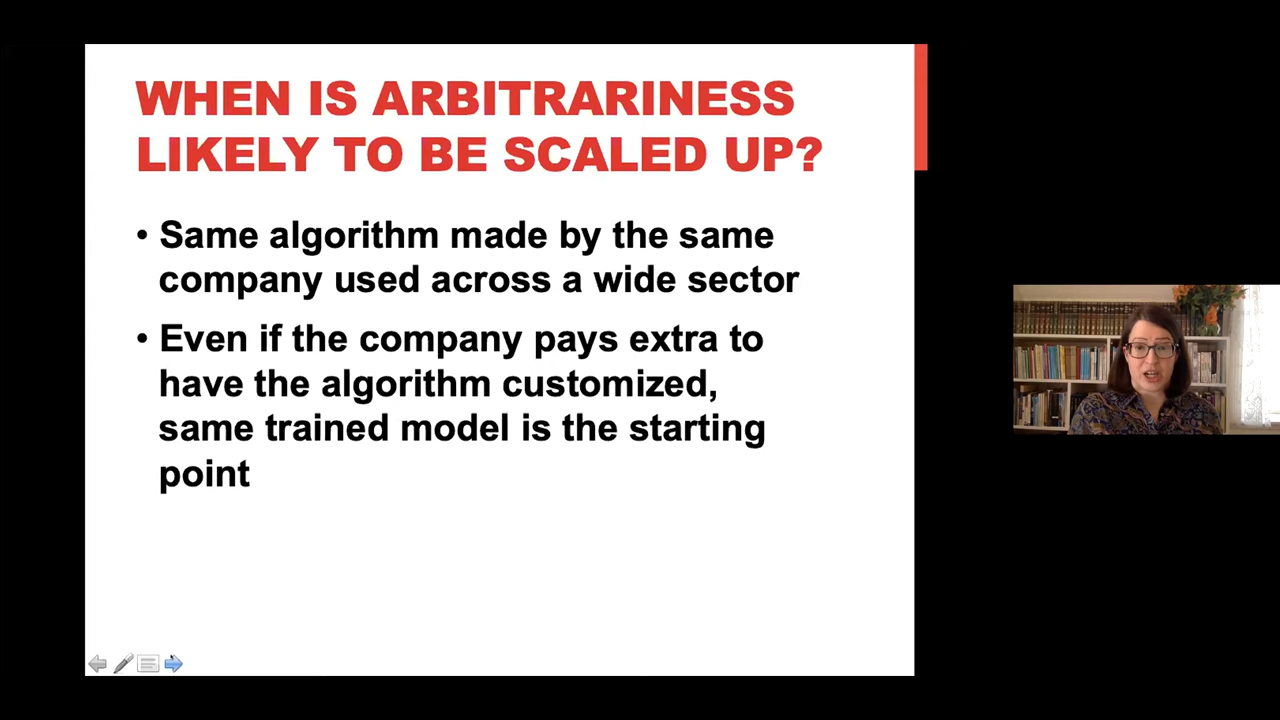 WHEN IS ARBITRARINESS
LIKELY TO BE SCALED UP?
• Same algorithm made by the same
company used across a wide sector
• Even if the company pays extra to
have the algorithm customized,
same trained model is the starting
point